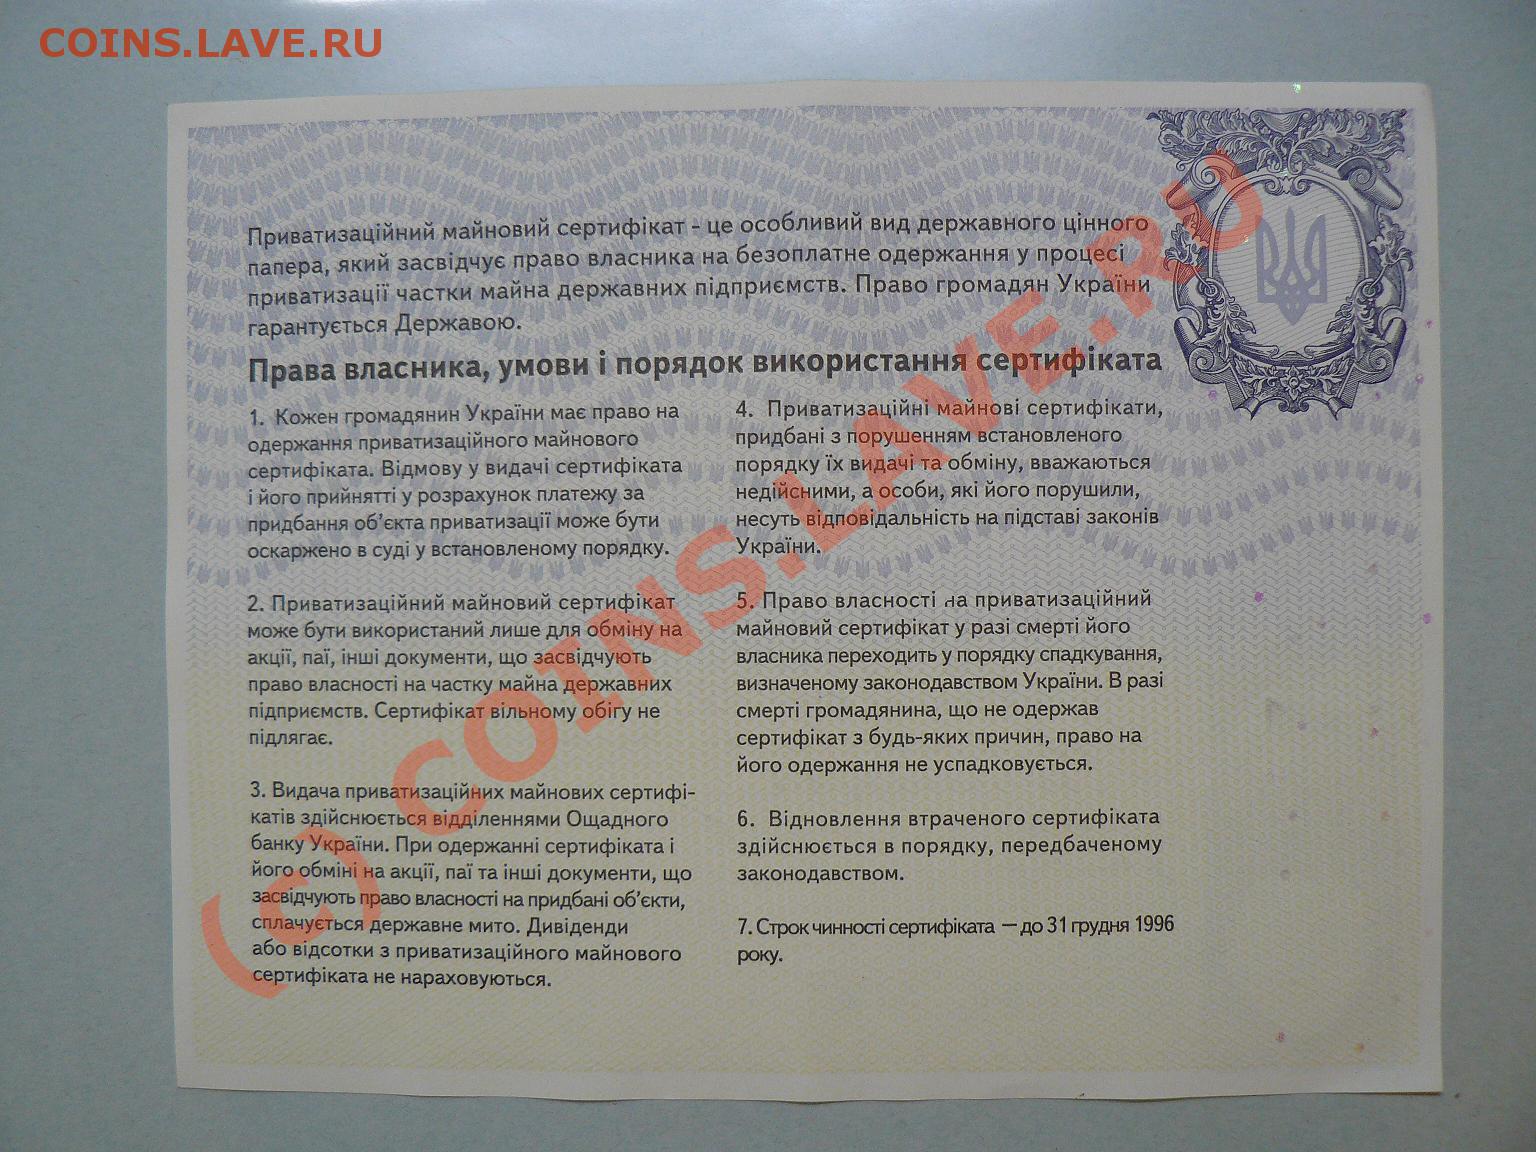 COINS.LAVE.RU
Приватизаційний майновий сертифікат - це особливий вид державного цінного
папера, який засвідчує право власника на безоплатне одержання у процесі
приватизації частки майна державних підприємств. Право громадян України
гарантується Державою.
Права власника, умови і порядок використання сертифіката
1. Кожен громадянин України має право на
одержання приватизаційного майнового
сертифіката. Відмову у видачі сертифіката
і його прийнятті у розрахунок платежу за
придбання об'єкта приватизації може бути
оскаржено в суді у встановленому порядку.
2. Приватизаційний майновий сертифікат
може бути використаний лише для обміну на
акції, паї, інші документи, що засвідчують
право власності на частку майна державних
підприємств. Сертифікат вільному обігу не
підлягає.
3. Видача приватизаційних майнових сертифі-
катів здійснюється відділеннями Ощадного
банку України. При одержанні сертифіката і
його обміні на акції, паї та інші документи, що
засвідчують право власності на придбані об'єкти,
сплачується державне мито. Дивіденди
або відсотки з приватизаційного майнового
сертифіката не нараховуються.
4. Приватизаційні майнові сертифікати,
придбані з порушенням встановленого
порядку їх видачі та обміну, вважаються
недійсними, а особи, які його порушили,
несуть відповідальність на підставі законів
України.
5. Право власності на приватизаційний
майновий сертифікат у разі смерті його
власника переходить у порядку спадкування,
визначеному законодавством України. В разі
смерті громадянина, що не одержав
сертифікат з будь-яких причин, право на
його одержання не успадковується.
6. Відновлення втраченого сертифіката
здійснюється в порядку, передбаченому
законодавством.
7. Строк чинності сертифіката — до 31 грудня 1996
року.
(c) COINS.LAVE.RU